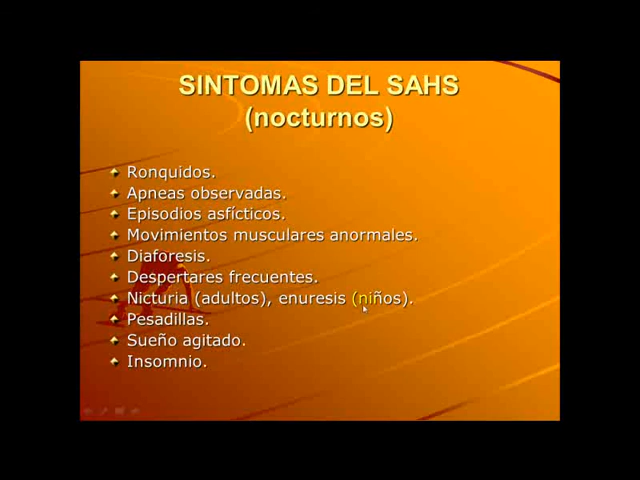 SINTOMAS DEL SAHS
(nocturnos)
Ronquidos.
Apneas observadas.
Episodios asfícticos.
Movimientos musculares anormales.
Diaforesis.
Despertares frecuentes.
Nicturia (adultos), enuresis (niños).
Pesadillas.
Sueño agitado.
Insomnio.